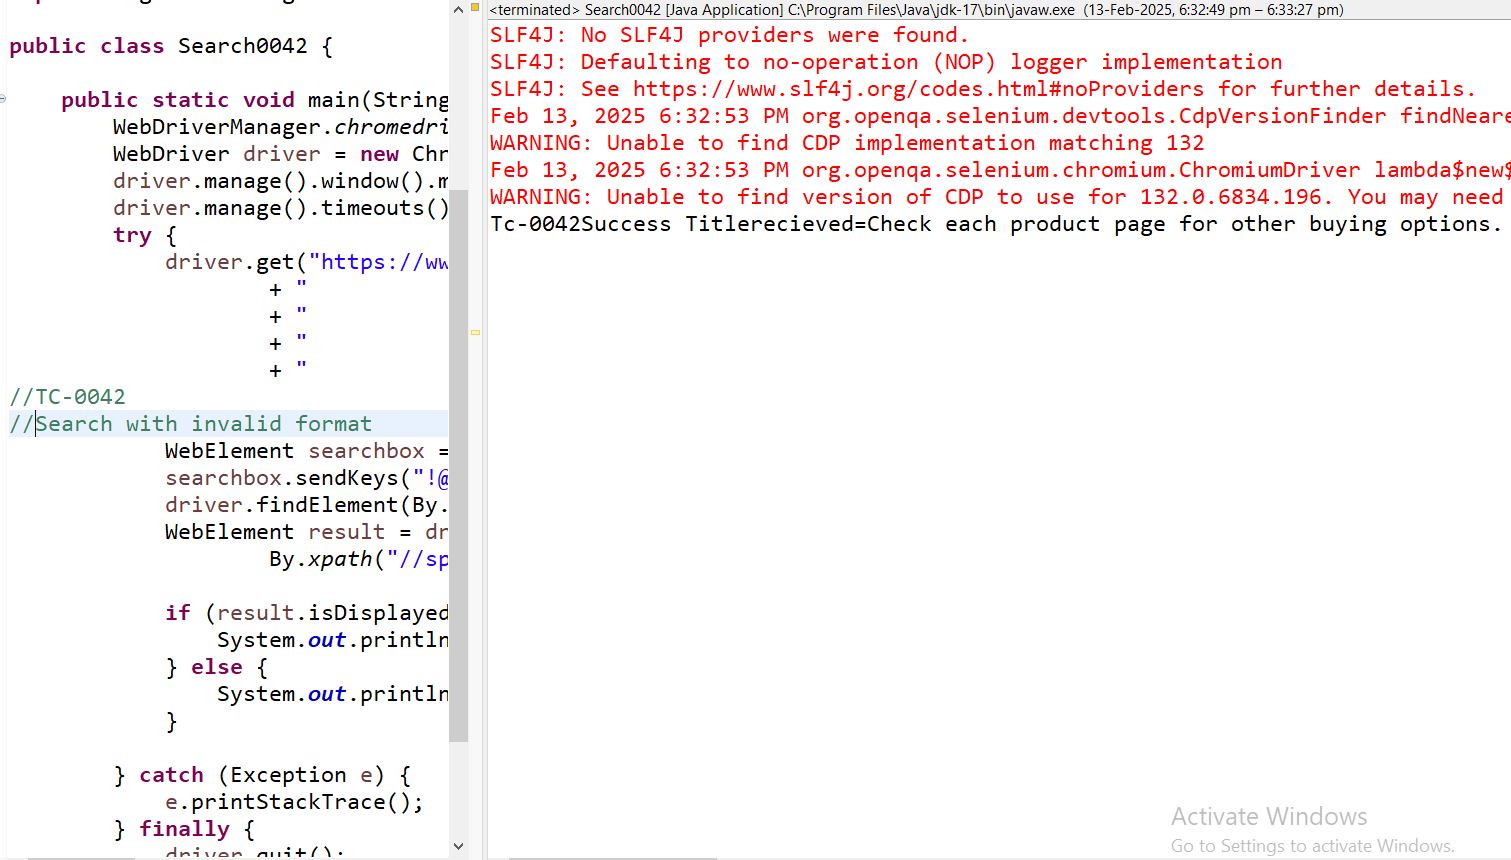 public class Search0042 {
public static void main(String
WebDriverManager.chromedri
WebDriver driver = new Chr
driver.manage().window().m
driver.manage().timeouts()
try {
driver.get("https://ww
+ "
+ "
+ "
+ "
//TC-0042
//Search with invalid format
WebElement searchbox =
searchbox.sendKeys("!@
driver.findElement(By.
WebElement result = dr
By.xpath("//sp
if (result.isDisplayed
System.out.println
} else {
System.out.println
}
} catch (Exception e) {
e.printStackTrace();
} finally {
driver.quit();
<terminated> Search0042 [Java Application] C:\Program Files\Java\jdk-17\bin\javaw.exe (13-Feb-2025, 6:32:49 pm – 6:33:27 pm)
SLF4J: No SLF4J providers were found.
SLF4J: Defaulting to no-operation (NOP) logger implementation
SLF4J: See https://www.slf4j.org/codes.html#noProviders for further details.
Feb 13, 2025 6:32:53 PM org.openqa.selenium.devtools.CdpVersionFinder findNeare
WARNING: Unable to find CDP implementation matching 132
Feb 13, 2025 6:32:53 PM org.openqa.selenium.chromium.ChromiumDriver lambda$new$
WARNING: Unable to find version of CDP to use for 132.0.6834.196. You may need
Tc-0042Success Titlerecieved=Check each product page for other buying options.
Activate Windows
Go to Settings to activate Windows.